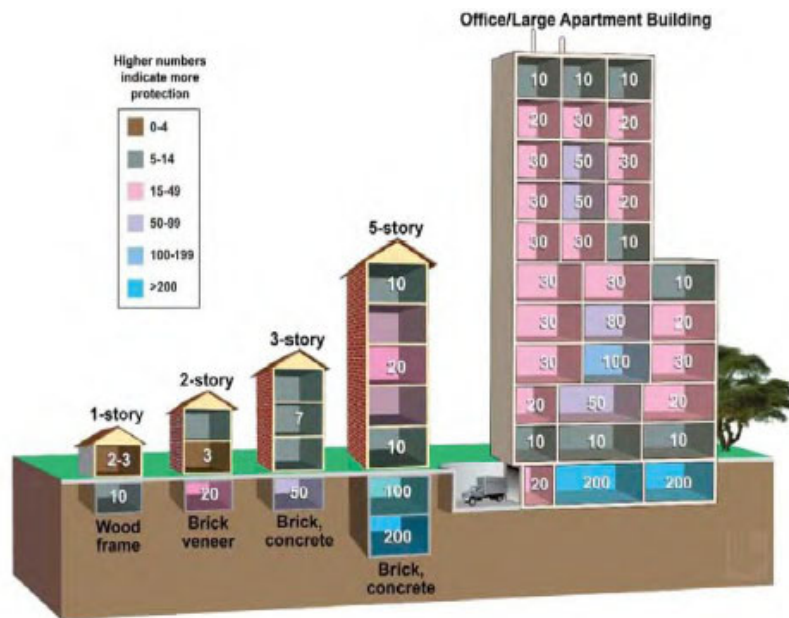 Office/Large Apartment Building
Higher numbers
indicate more
protection
0-4
5-14
15-49
50-99
100-199
>200
10 10 10
20 30 20
30 50 30
30 50 20
30 30 10
30 30 10
30 80 20
30 100 30
20 50 20
10 10 10
20 200 200
5-story
10
20
10
100
200
Brick,
concrete
3-story
7
50
Brick,
concrete
2-story
3
20
Brick
veneer
1-story
2-3
10
Wood
frame